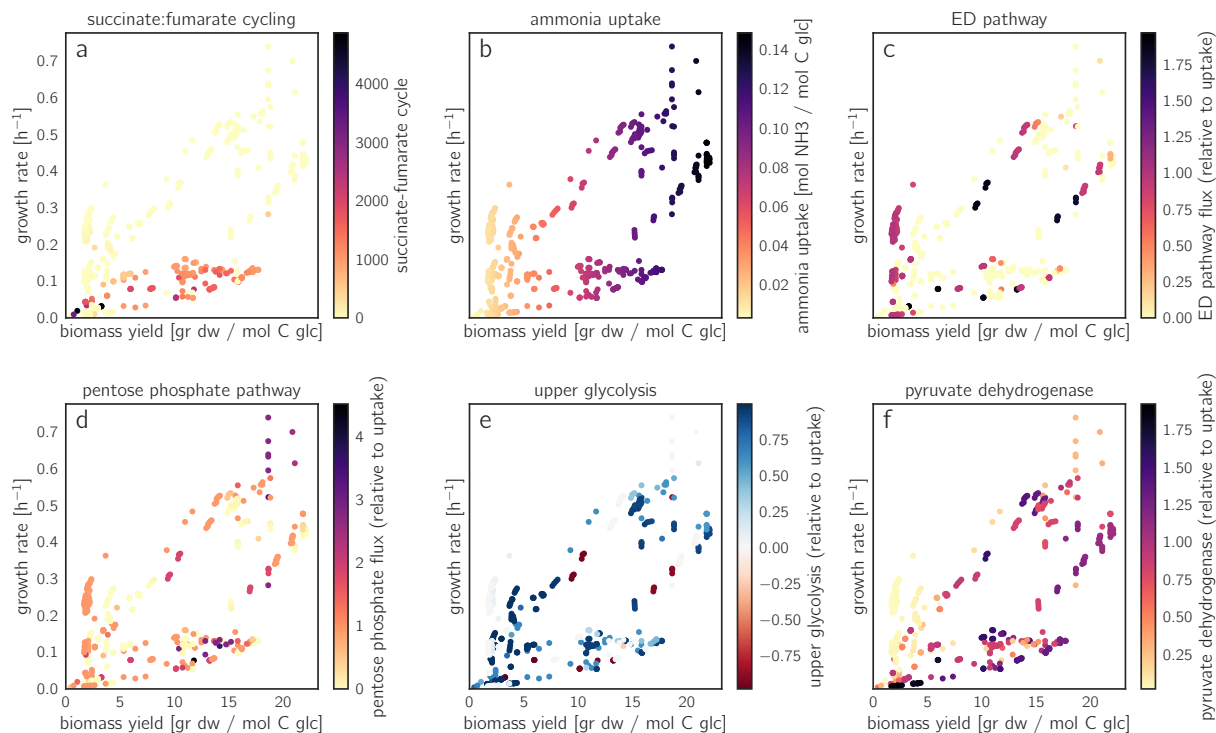 succinate:fumarate cycling
a
growth rate [h⁻¹]
0.7
0.6
0.5
0.4
0.3
0.2
0.1
0.0
biomass yield [gr dw / mol C glc]
4000
3000
2000
1000
0
succinate-fumarate cycle
ammonia uptake
b
growth rate [h⁻¹]
biomass yield [gr dw / mol C glc]
0.14
0.12
0.10
0.08
0.06
0.04
0.02
ammonia uptake [mol NH3 / mol C glc]
ED pathway
c
growth rate [h⁻¹]
biomass yield [gr dw / mol C glc]
1.75
1.50
1.25
1.00
0.75
0.50
0.25
0.00
ED pathway flux (relative to uptake)
pentose phosphate pathway
d
growth rate [h⁻¹]
0.7
0.6
0.5
0.4
0.3
0.2
0.1
0.0
0 5 10 15 20
biomass yield [gr dw / mol C glc]
4
3
2
1
0
pentose phosphate flux (relative to uptake)
upper glycolysis
e
growth rate [h⁻¹]
0 5 10 15 20
biomass yield [gr dw / mol C glc]
0.75
0.50
0.25
0.00
−0.25
−0.50
−0.75
upper glycolysis (relative to uptake)
pyruvate dehydrogenase
f
growth rate [h⁻¹]
0 5 10 15 20
biomass yield [gr dw / mol C glc]
1.75
1.50
1.25
1.00
0.75
0.50
0.25
pyruvate dehydrogenase (relative to uptake)